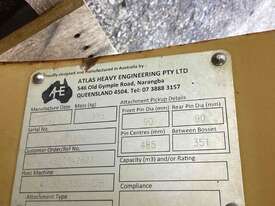 Proudly designed and manufactured in Australia by :
AHE
ATLAS HEAVY ENGINEERING PTY LTD
546 Old Gympie Road, Narangba
QUEENSLAND 4504. Tel: 07 3888 3157
Manufacture Date
Mass (kg)
Attachment Pickup Details
Front Pin Dia (mm)
Rear Pin Dia (mm)
90
90
Serial No.
Pin Centres (mm)
Between Bosses
485
351
Customer Order/Ref No.
Capacity (m3) and/or Rating
Host Machine
Compliance
Attachment Type